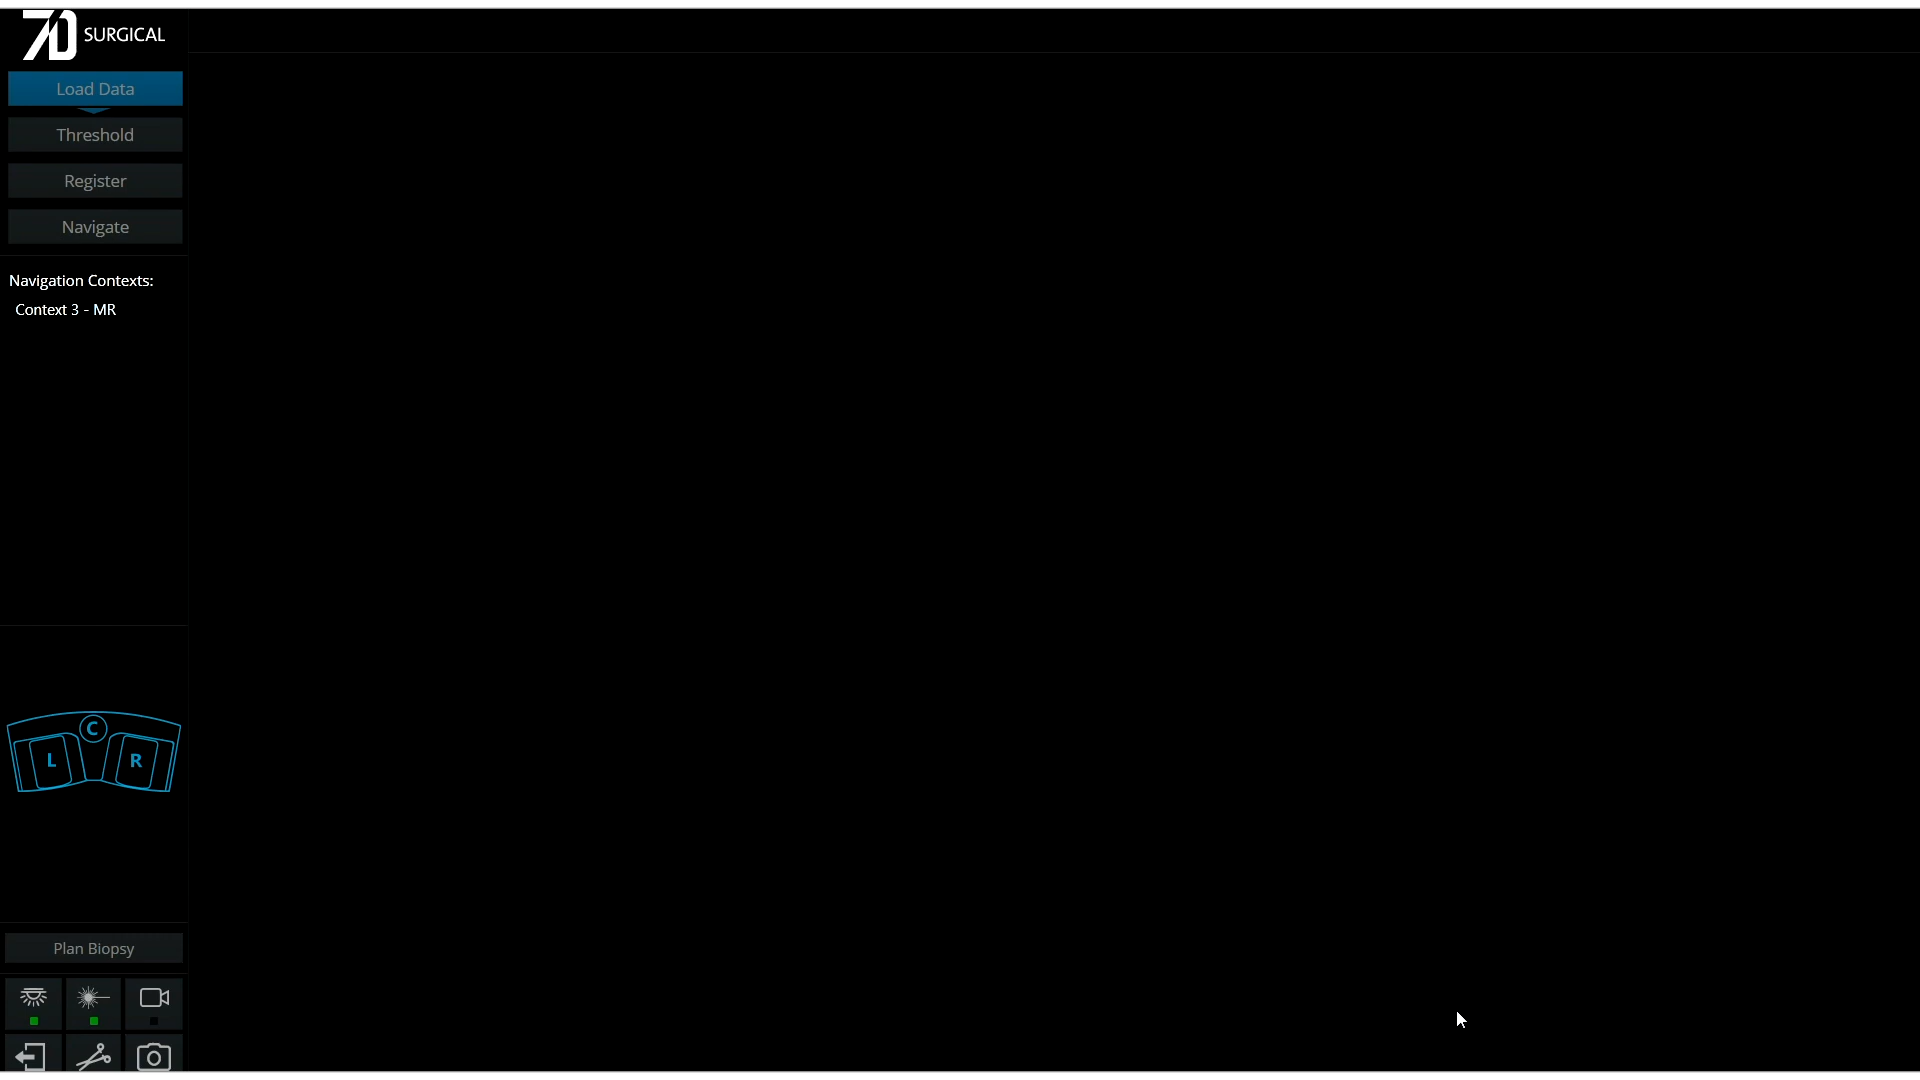 7D SURGICAL
Load Data
Threshold
Register
Navigate
Navigation Contexts:
Context 3 - MR
C
L R
Plan Biopsy